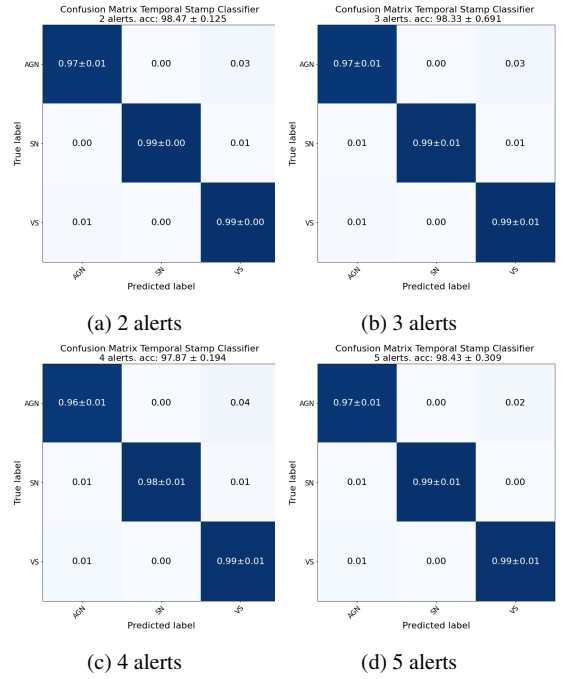 Confusion Matrix Temporal Stamp Classifier
2 alerts. acc: 98.47 ± 0.125
True label
AGN
0.97±0.01
0.00
0.03
SN
0.00
0.99±0.00
0.01
VS
0.01
0.00
0.99±0.00
AGN
SN
VS
Predicted label
(a) 2 alerts
Confusion Matrix Temporal Stamp Classifier
3 alerts. acc: 98.33 ± 0.691
True label
AGN
0.97±0.01
0.00
0.03
SN
0.01
0.99±0.01
0.01
VS
0.01
0.00
0.99±0.01
AGN
SN
VS
Predicted label
(b) 3 alerts
Confusion Matrix Temporal Stamp Classifier
4 alerts. acc: 97.87 ± 0.194
True label
AGN
0.96±0.01
0.00
0.04
SN
0.01
0.98±0.01
0.01
VS
0.01
0.00
0.99±0.01
AGN
SN
VS
Predicted label
(c) 4 alerts
Confusion Matrix Temporal Stamp Classifier
5 alerts. acc: 98.43 ± 0.309
True label
AGN
0.97±0.01
0.00
0.02
SN
0.01
0.99±0.01
0.00
VS
0.01
0.00
0.99±0.01
AGN
SN
VS
Predicted label
(d) 5 alerts